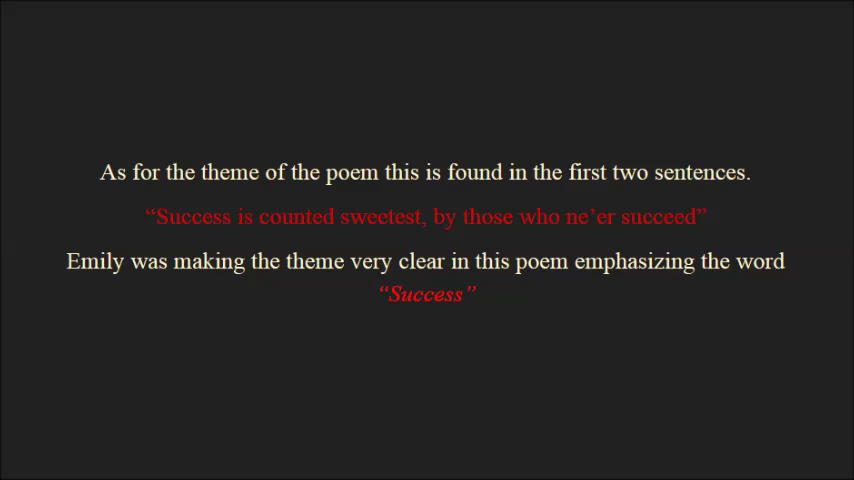 As for the theme of the poem this is found in the first two sentences.
“Success is counted sweetest, by those who ne’er succeed”
Emily was making the theme very clear in this poem emphasizing the word
“Success”